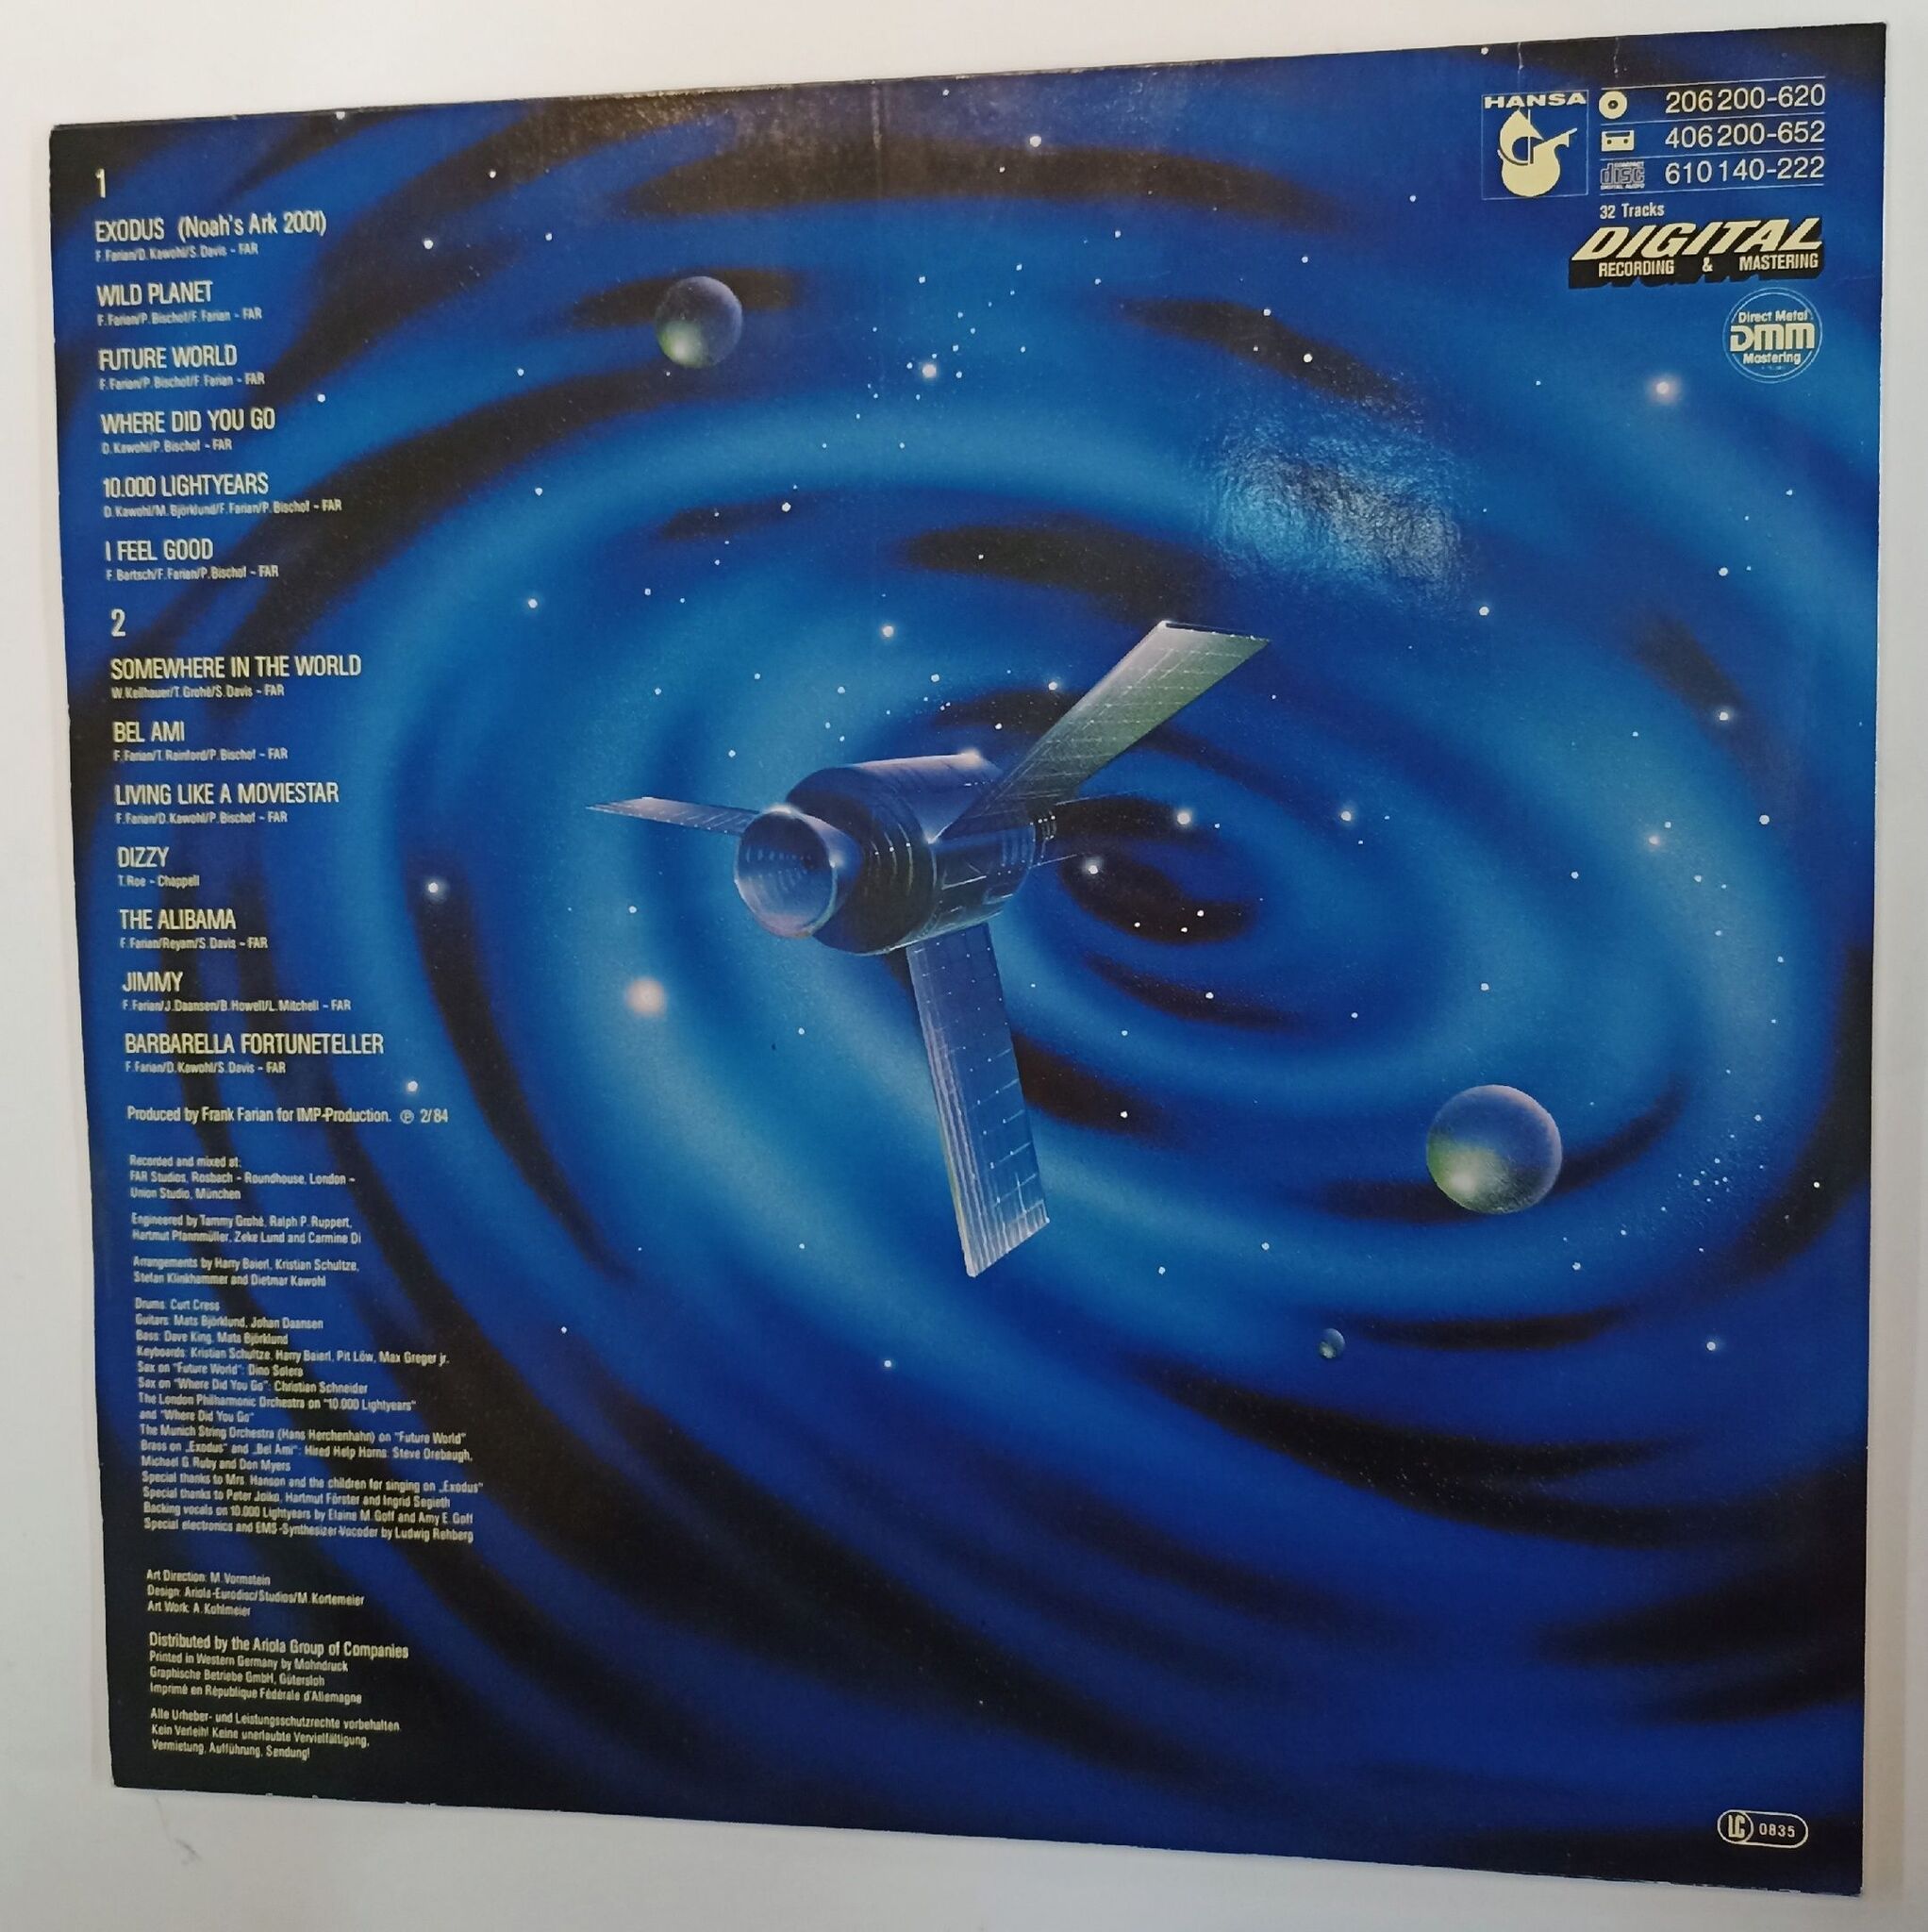 1
EXODUS (Noah's Ark 2001)
F. Farian/D. Kawohl/S. Davis - FAR
WILD PLANET
F. Farian/P. Bischof/F. Farian - FAR
FUTURE WORLD
F. Farian/P. Bischof/F. Farian - FAR
WHERE DID YOU GO
D. Kawohl/P. Bischof - FAR
10.000 LIGHTYEARS
D. Kawohl/M. Björklund/F. Farian/P. Bischof - FAR
I FEEL GOOD
F. Bartsch/F. Farian/P. Bischof - FAR
2
SOMEWHERE IN THE WORLD
W. Keilhauer/T. Grohé/S. Davis - FAR
BEL AMI
F. Farian/T. Rainford/P. Bischof - FAR
LIVING LIKE A MOVIESTAR
F. Farian/D. Kawohl/P. Bischof - FAR
DIZZY
T. Roe - Chappell
THE ALIBAMA
F. Farian/Reyam/S. Davis - FAR
JIMMY
F. Farian/J. Daansen/B. Howell/L. Mitchell - FAR
BARBARELLA FORTUNETELLER
F. Farian/D. Kawohl/S. Davis - FAR
Produced by Frank Farian for IMP-Production. ℗ 2/84
Recorded and mixed at:
FAR Studios, Rosbach - Roundhouse, London -
Union Studio, München
Engineered by Tammy Grohé, Ralph P. Ruppert,
Hartmut Pfannmüller, Zeke Lund and Carmine Di
Arrangements by Harry Baierl, Kristian Schultze,
Stefan Klinkhammer and Dietmar Kawohl
Drums: Curt Cress
Guitars: Mats Björklund, Johan Daansen
Bass: Dave King, Mats Björklund
Keyboards: Kristian Schultze, Harry Baierl, Pit Löw, Max Greger jr.
Sax on "Future World": Dino Solera
Sax on "Where Did You Go": Christian Schneider
The London Philharmonic Orchestra on "10.000 Lightyears"
and "Where Did You Go"
The Munich String Orchestra (Hans Herchenhahn) on "Future World"
Brass on „Exodus" and „Bel Ami": Hired Help Horns: Steve Orebaugh,
Michael G. Ruby and Don Myers
Special thanks to Mrs. Hanson and the children for singing on „Exodus"
Special thanks to Peter Joiko, Hartmut Förster and Ingrid Segieth
Backing vocals on 10.000 Lightyears by Elaine M. Goff and Amy E. Goff
Special electronics and EMS-Synthesizer-Vocoder by Ludwig Rehberg
Art Direction: M. Vormstein
Design: Ariola-Eurodisc/Studios/M. Kortemeier
Art Work: A. Kohlmeier
Distributed by the Ariola Group of Companies
Printed in Western Germany by Mohndruck
Graphische Betriebe GmbH, Gütersloh
Imprimé en République Fédérale d'Allemagne
Alle Urheber- und Leistungsschutzrechte vorbehalten.
Kein Verleih! Keine unerlaubte Vervielfältigung,
Vermietung, Aufführung, Sendung!
HANSA
206 200-620
406 200-652
COMPACT disc DIGITAL AUDIO
610 140-222
32 Tracks
DIGITAL
RECORDING & MASTERING
Direct Metal
DMM
Mastering
LC 0835